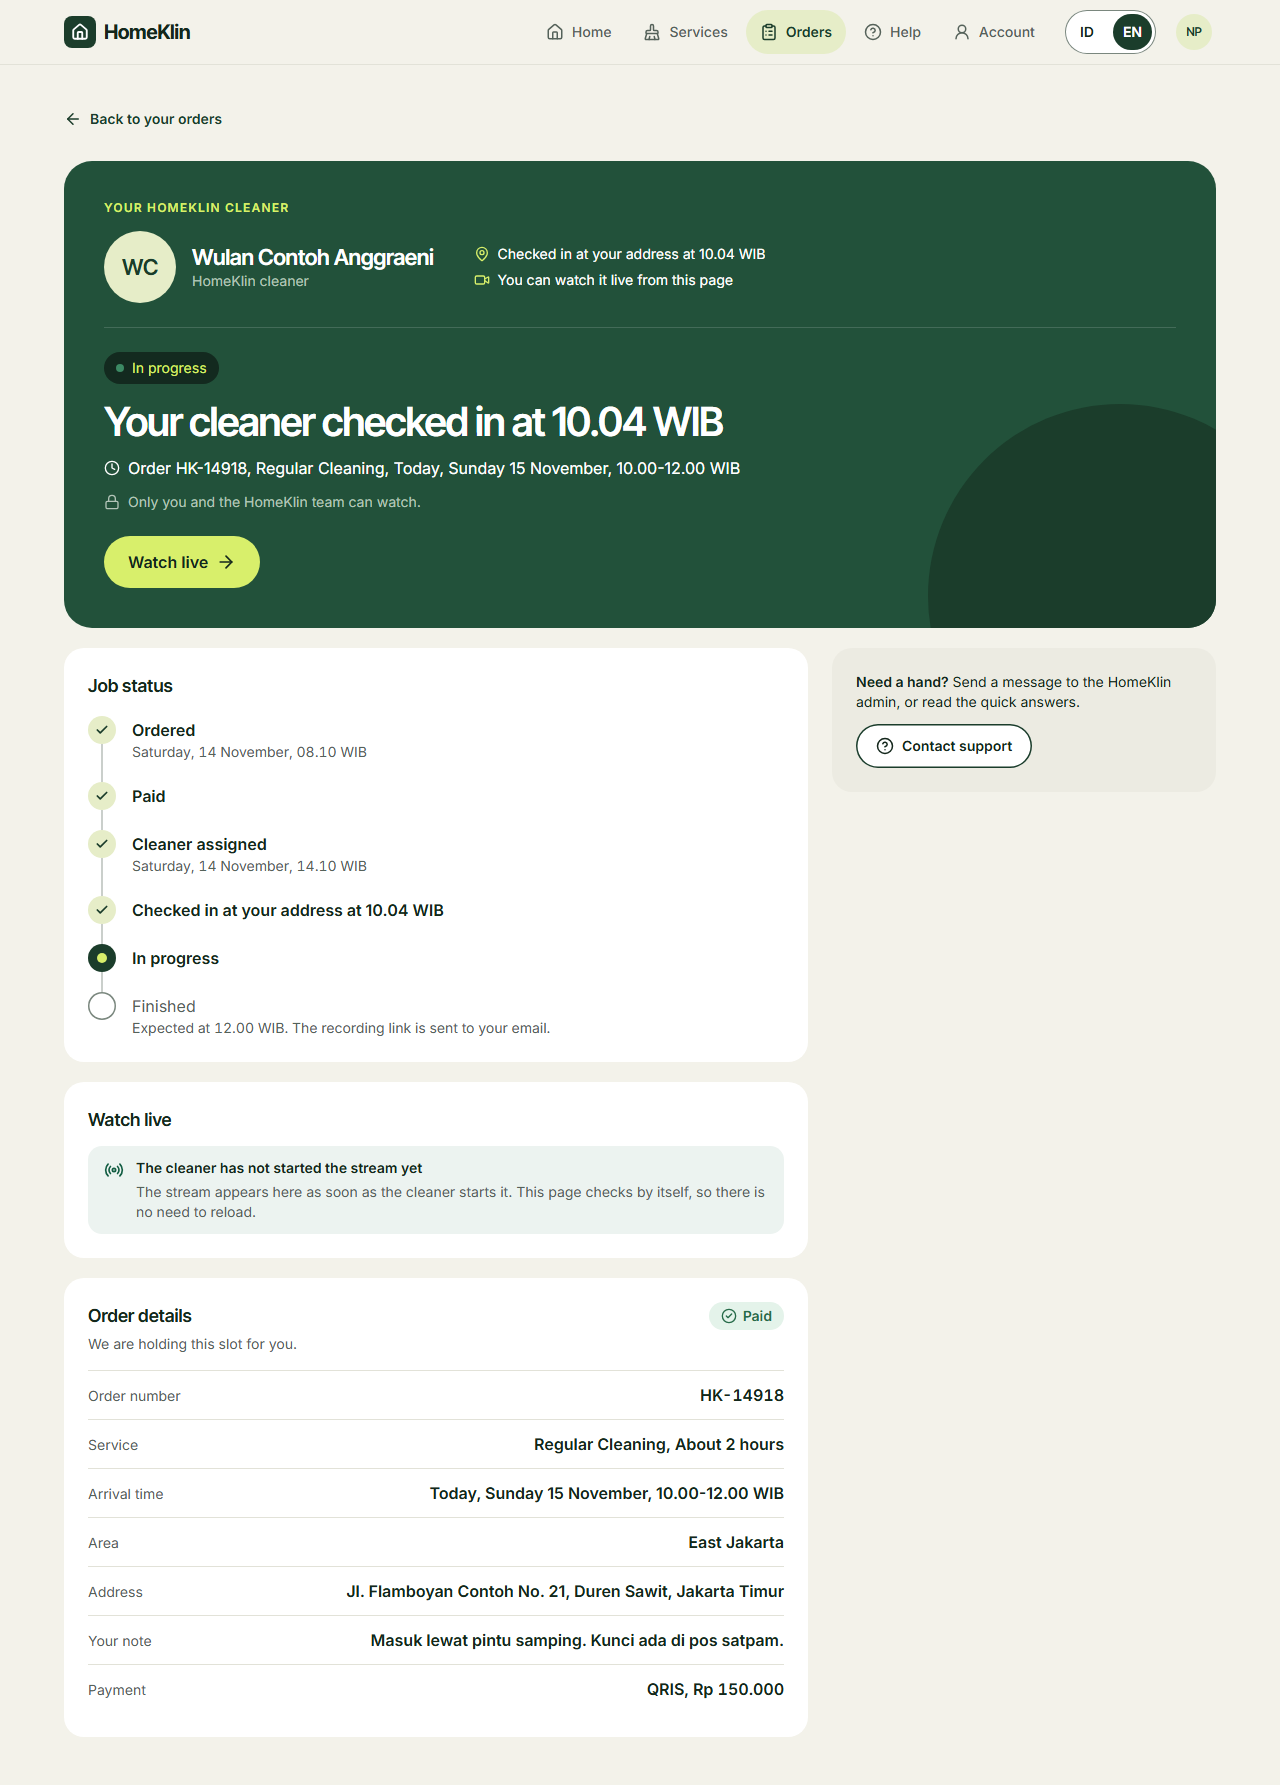 HomeKlin
Home
Services
Orders
Help
Account
ID
EN
NP
Back to your orders
YOUR HOMEKLIN CLEANER
WC
Wulan Contoh Anggraeni
HomeKlin cleaner
Checked in at your address at 10.04 WIB
You can watch it live from this page
In progress
Your cleaner checked in at 10.04 WIB
Order HK-14918, Regular Cleaning, Today, Sunday 15 November, 10.00-12.00 WIB
Only you and the HomeKlin team can watch.
Watch live
Job status
Ordered
Saturday, 14 November, 08.10 WIB
Paid
Cleaner assigned
Saturday, 14 November, 14.10 WIB
Checked in at your address at 10.04 WIB
In progress
Finished
Expected at 12.00 WIB. The recording link is sent to your email.
Need a hand? Send a message to the HomeKlin
admin, or read the quick answers.
Contact support
Watch live
The cleaner has not started the stream yet
The stream appears here as soon as the cleaner starts it. This page checks by itself, so there is
no need to reload.
Order details
Paid
We are holding this slot for you.
Order number
HK-14918
Service
Regular Cleaning, About 2 hours
Arrival time
Today, Sunday 15 November, 10.00-12.00 WIB
Area
East Jakarta
Address
Jl. Flamboyan Contoh No. 21, Duren Sawit, Jakarta Timur
Your note
Masuk lewat pintu samping. Kunci ada di pos satpam.
Payment
QRIS, Rp 150.000